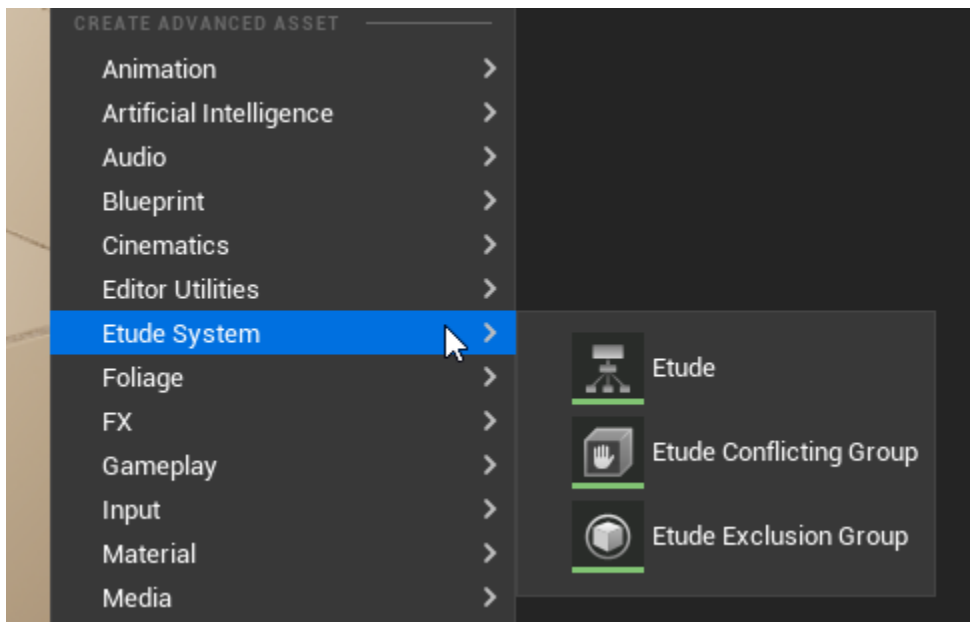 CREATE ADVANCED ASSET
Animation
Artificial Intelligence
Audio
Blueprint
Cinematics
Editor Utilities
Etude System
Foliage
FX
Gameplay
Input
Material
Media
Etude
Etude Conflicting Group
Etude Exclusion Group